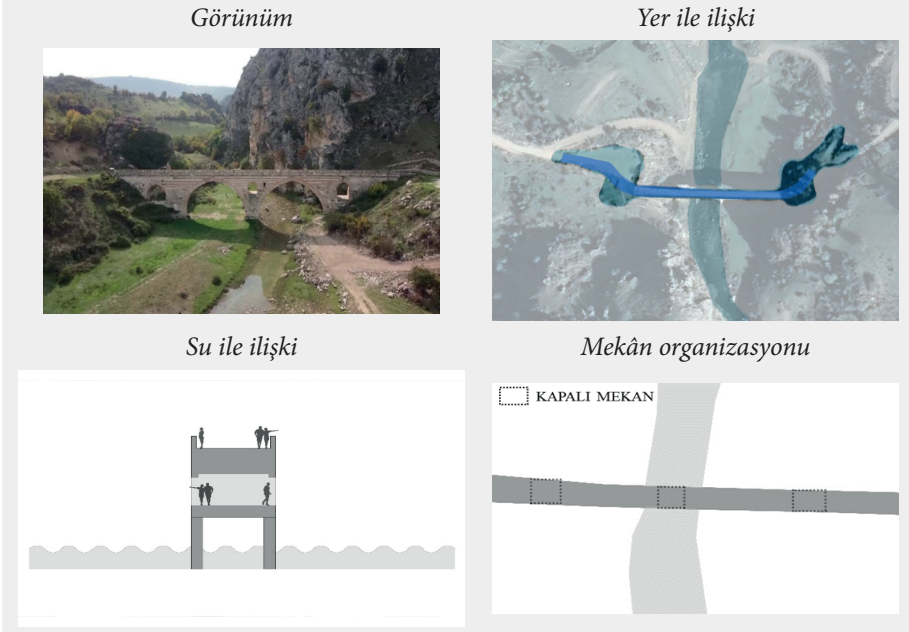 Görünüm
Yer ile ilişki
Su ile ilişki
Mekân organizasyonu
KAPALI MEKAN